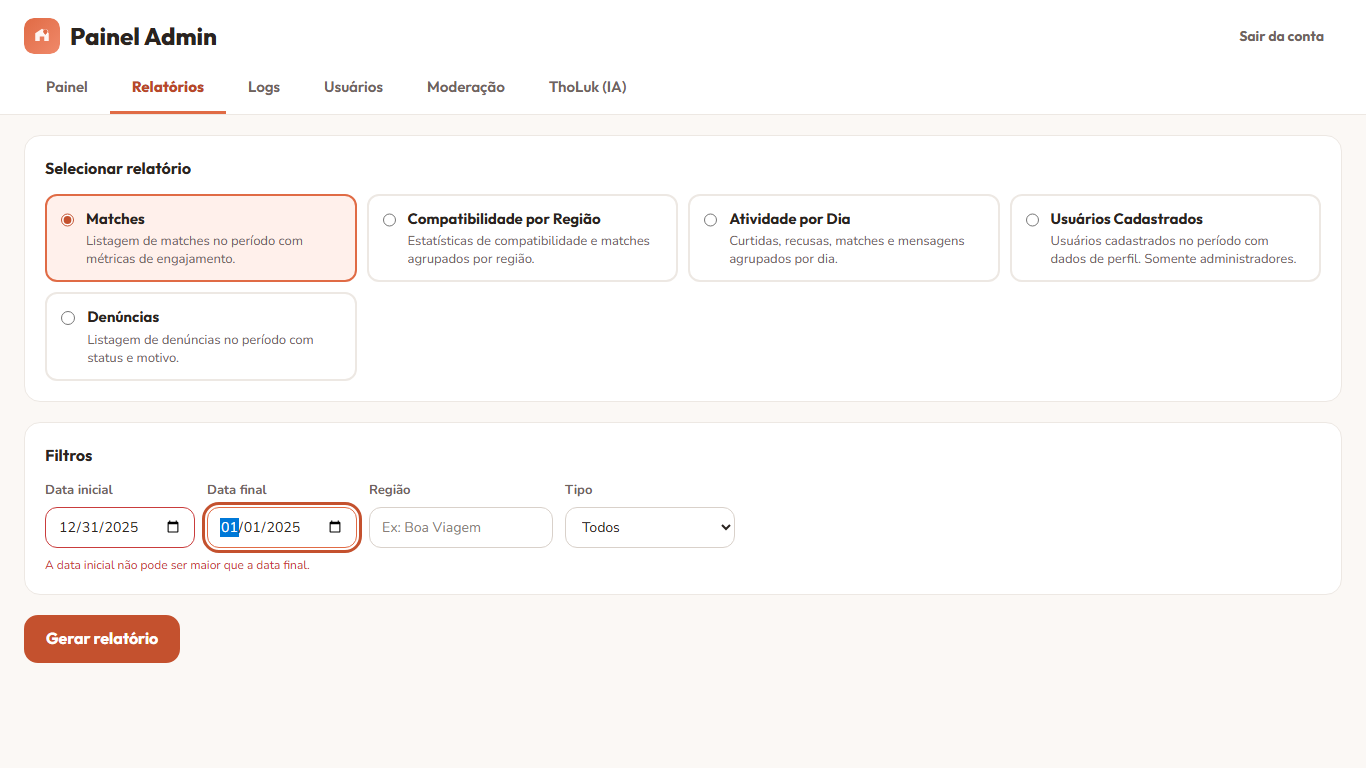 Painel Admin
Sair da conta
Painel
Relatórios
Logs
Usuários
Moderação
ThoLuk (IA)
Selecionar relatório
Matches
Listagem de matches no período com
métricas de engajamento.
Compatibilidade por Região
Estatísticas de compatibilidade e matches
agrupados por região.
Atividade por Dia
Curtidas, recusas, matches e mensagens
agrupados por dia.
Usuários Cadastrados
Usuários cadastrados no período com
dados de perfil. Somente administradores.
Denúncias
Listagem de denúncias no período com
status e motivo.
Filtros
Data inicial
Data final
Região
Tipo
12/31/2025
01/01/2025
Ex: Boa Viagem
Todos
A data inicial não pode ser maior que a data final.
Gerar relatório